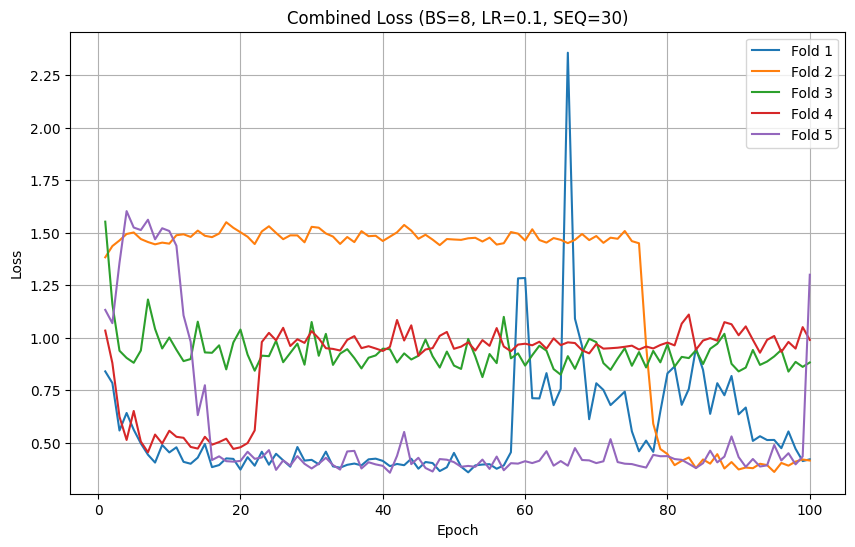 Combined Loss (BS=8, LR=0.1, SEQ=30)
Fold 1
Fold 2
Fold 3
Fold 4
Fold 5
Loss
2.25
2.00
1.75
1.50
1.25
1.00
0.75
0.50
0
20
40
60
80
100
Epoch